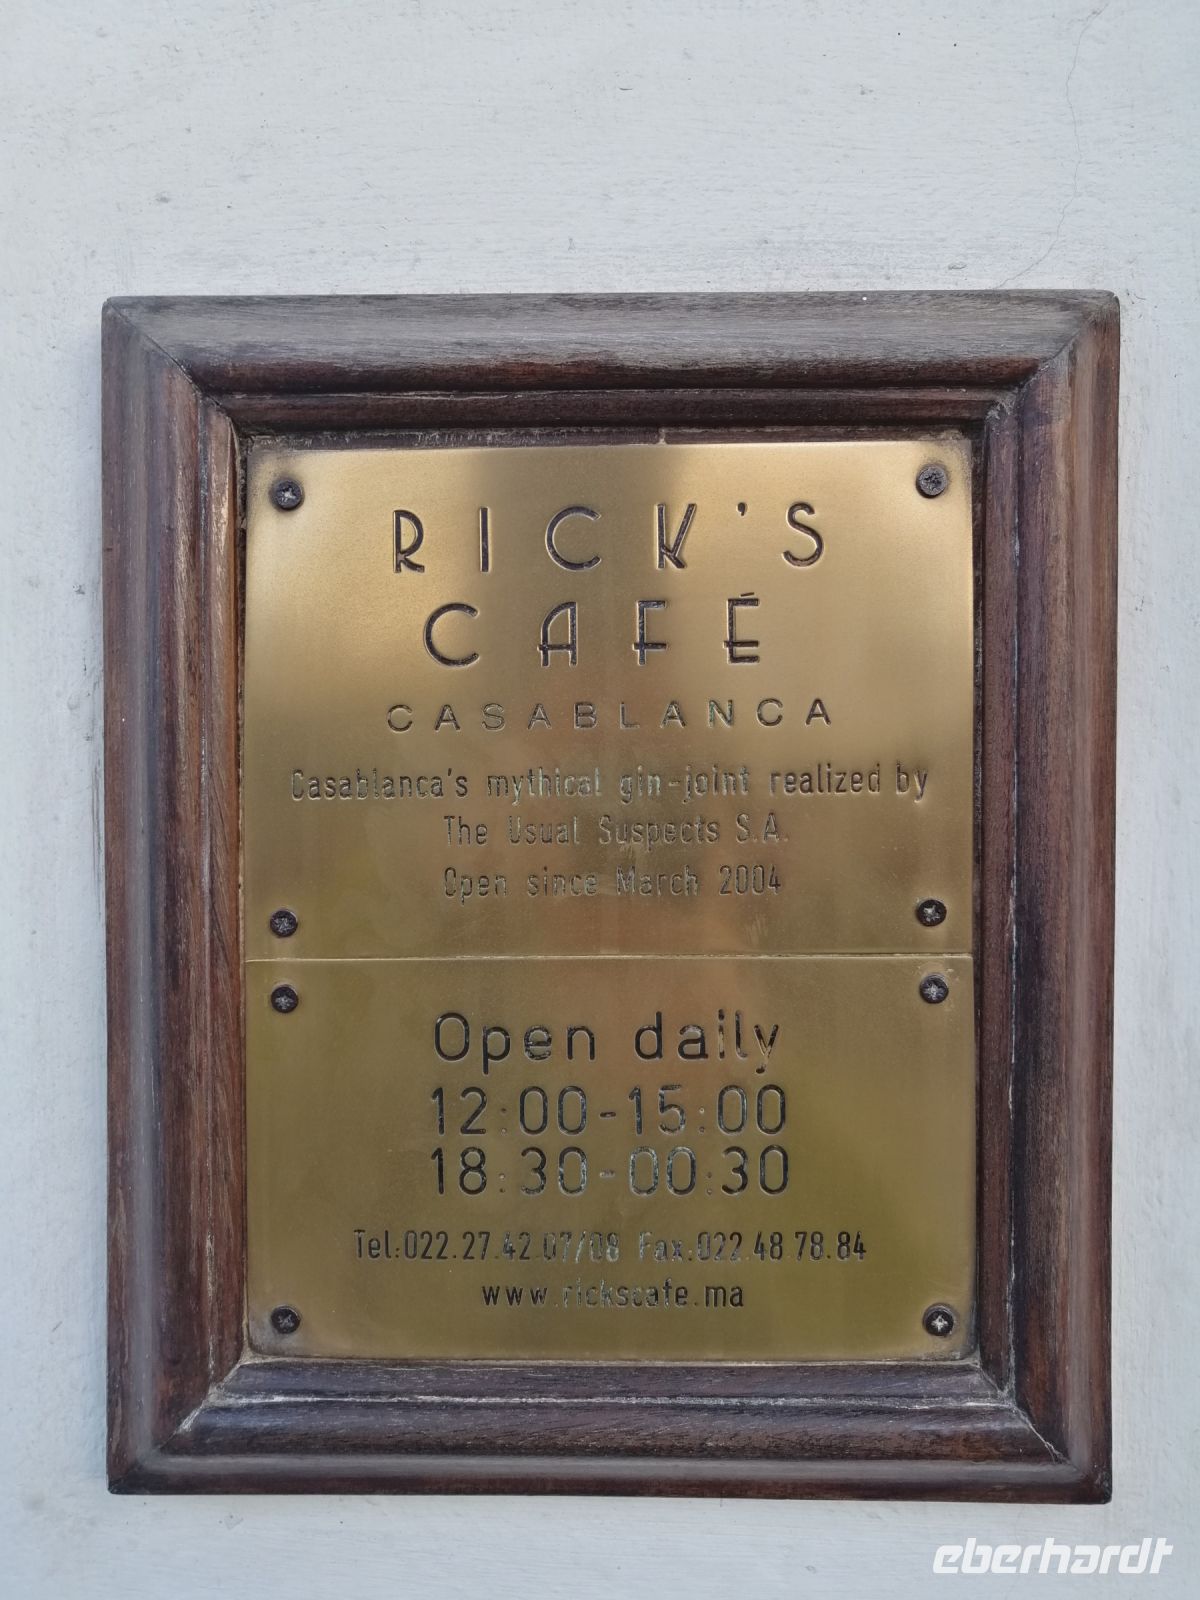 RICK'S
CAFÉ
CASABLANCA
Casablanca's mythical gin-joint realized by
The Usual Suspects S.A.
Open since March 2004
Open daily
12:00-15:00
18:30-00:30
Tel:022.27.42.07/08 Fax:022.48.78.84
www.rickscafe.ma
eberhardt